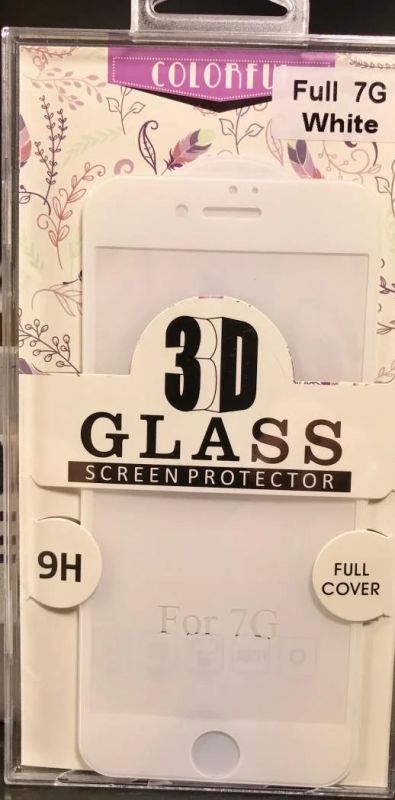 COLORFU
Full 7G
White
3D
GLASS
SCREEN PROTECTOR
9H
FULL
COVER
For 7G